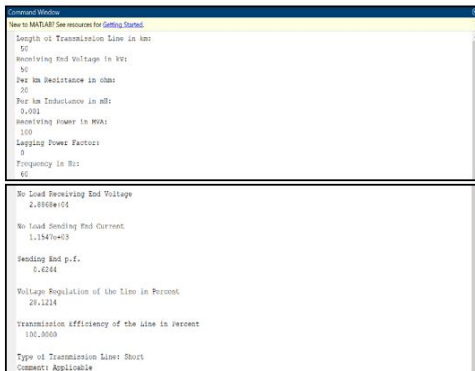 Command Window
New to MATLAB? See resources for Getting Started.
Length of Transmission Line in km:
50
Receiving End Voltage in kV:
50
Per km Resistance in ohm:
20
Per km Inductance in mH:
0.001
Receiving Power in MVA:
100
Lagging Power Factor:
0
Frequency in Hz:
60
No Load Receiving End Voltage
2.8868e+04
No Load Sending End Current
1.1547e+03
Sending End p.f.
0.6244
Voltage Regulation of the Line in Percent
28.1214
Transmission Efficiency of the Line in Percent
100.0000
Type of Transmission Line: Short
Comment: Applicable